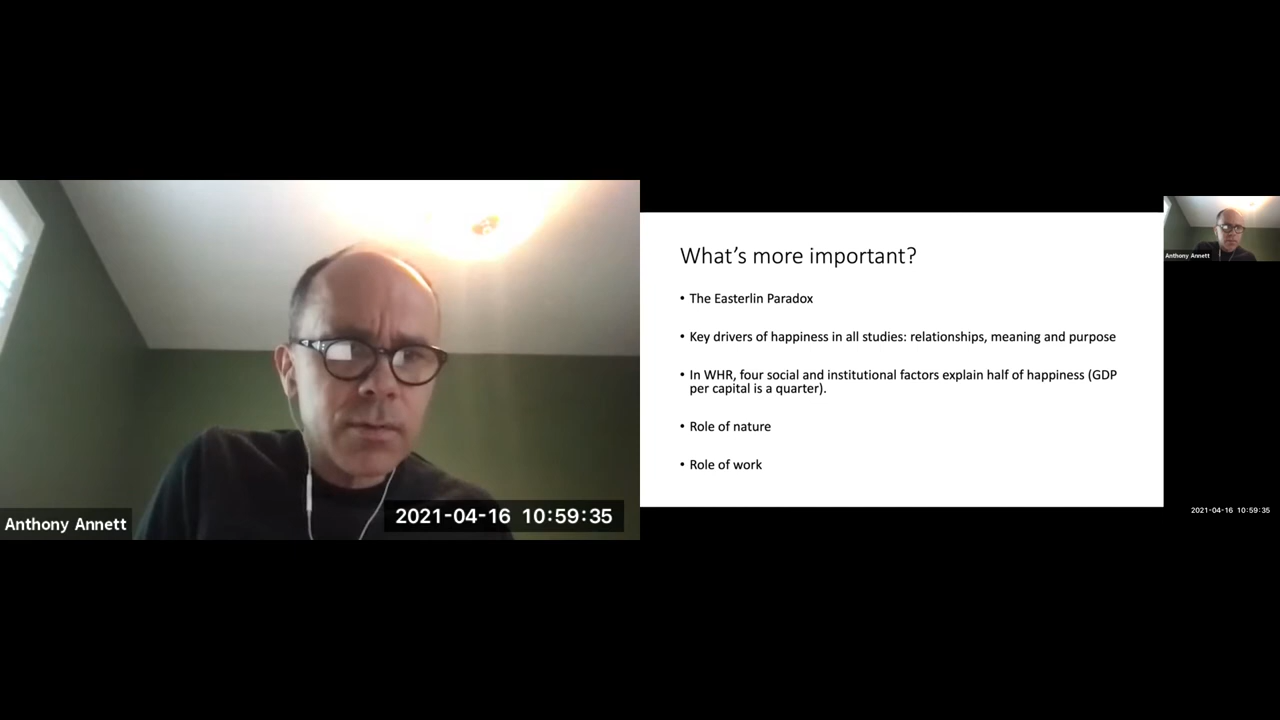 Anthony Annett
2021-04-16 10:59:35
What's more important?
• The Easterlin Paradox
• Key drivers of happiness in all studies: relationships, meaning and purpose
• In WHR, four social and institutional factors explain half of happiness (GDP
per capital is a quarter).
• Role of nature
• Role of work
Anthony Annett
2021-04-16 10:59:35